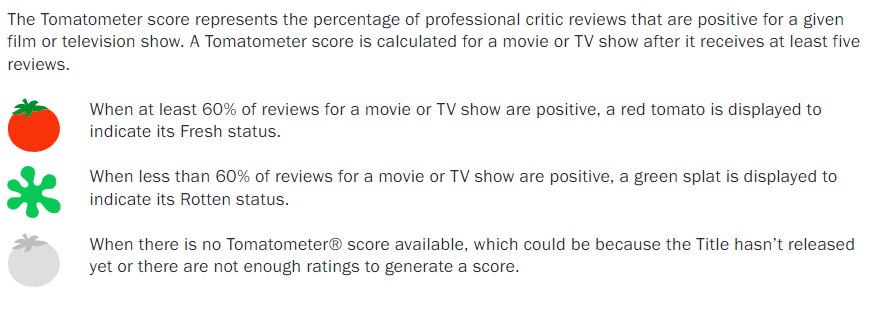 The Tomatometer score represents the percentage of professional critic reviews that are positive for a given
film or television show. A Tomatometer score is calculated for a movie or TV show after it receives at least five
reviews.
When at least 60% of reviews for a movie or TV show are positive, a red tomato is displayed to
indicate its Fresh status.
When less than 60% of reviews for a movie or TV show are positive, a green splat is displayed to
indicate its Rotten status.
When there is no Tomatometer® score available, which could be because the Title hasn’t released
yet or there are not enough ratings to generate a score.